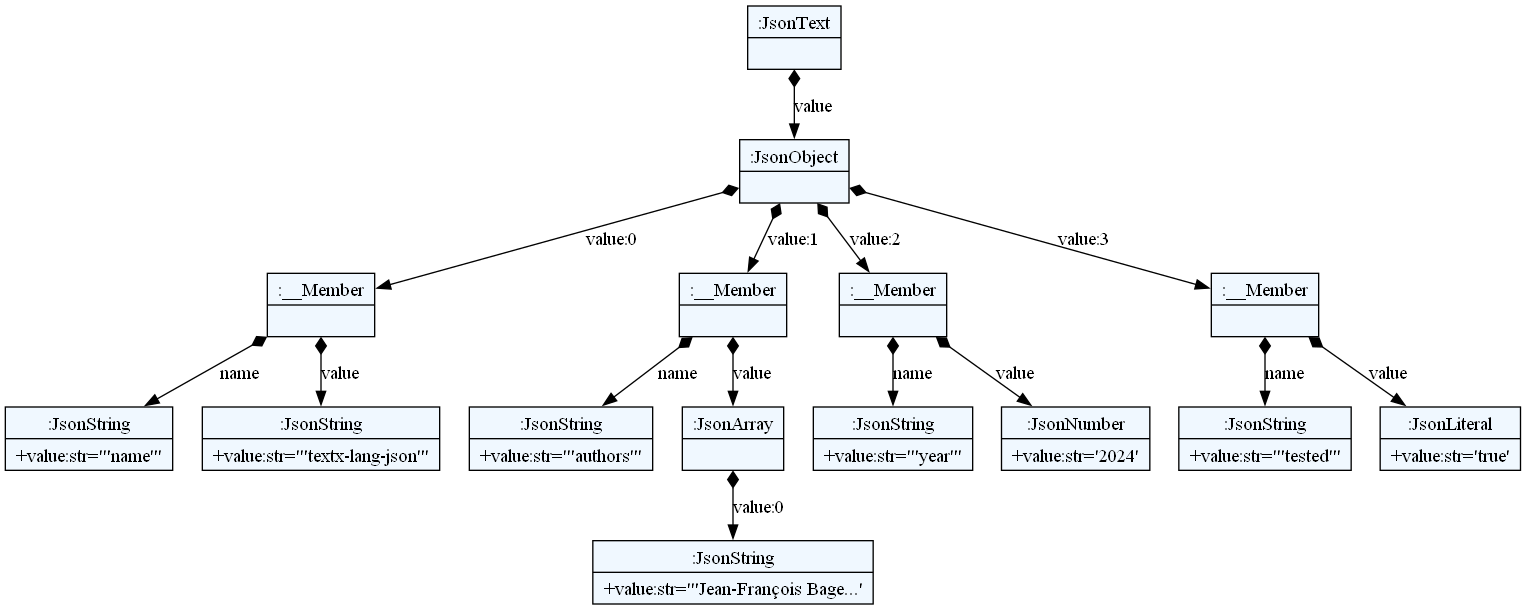 :JsonText
value
:JsonObject
value:0
value:1
value:2
value:3
:__Member
:__Member
:__Member
:__Member
name
value
name
value
name
value
name
value
:JsonString
+value:str='"name"'
:JsonString
+value:str='"textx-lang-json"'
:JsonString
+value:str='"authors"'
:JsonArray
:JsonString
+value:str='"year"'
:JsonNumber
+value:str='2024'
:JsonString
+value:str='"tested"'
:JsonLiteral
+value:str='true'
value:0
:JsonString
+value:str='"Jean-François Bage...'